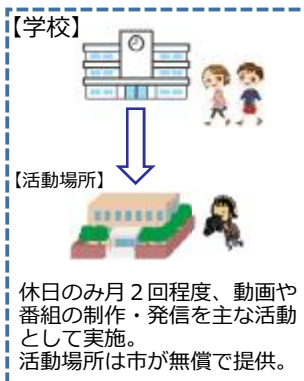 【学校】
【活動場所】
休日のみ月２回程度、動画や
番組の制作・発信を主な活動
として実施。
活動場所は市が無償で提供。